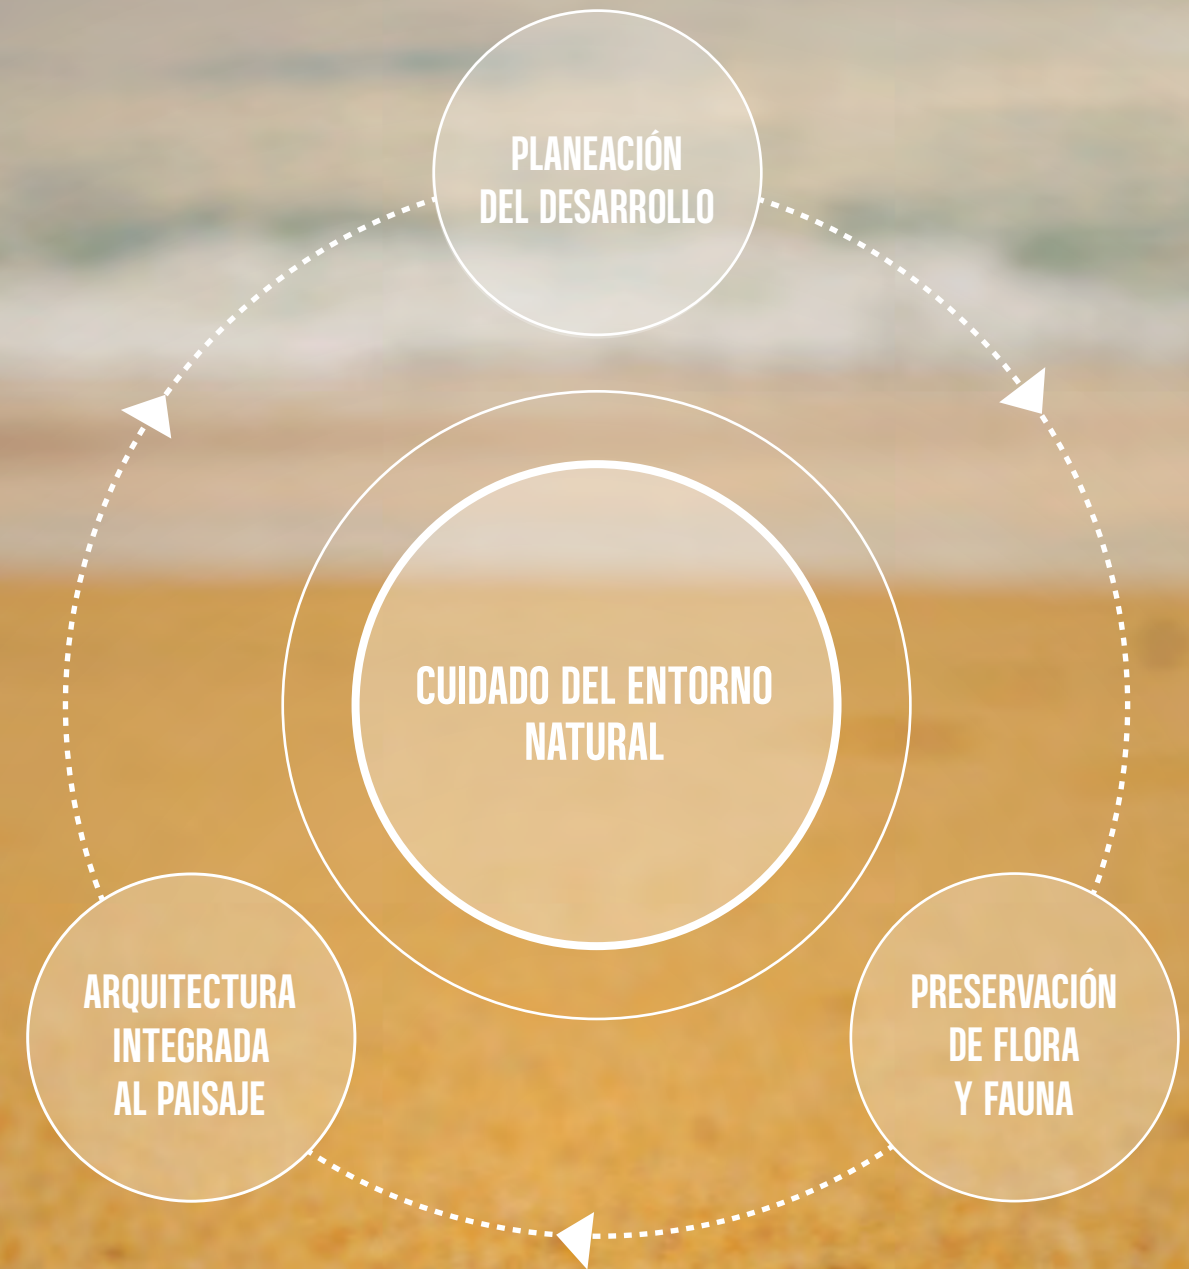 PLANEACIÓN
DEL DESARROLLO
CUIDADO DEL ENTORNO
NATURAL
ARQUITECTURA
INTEGRADA
AL PAISAJE
PRESERVACIÓN
DE FLORA
Y FAUNA